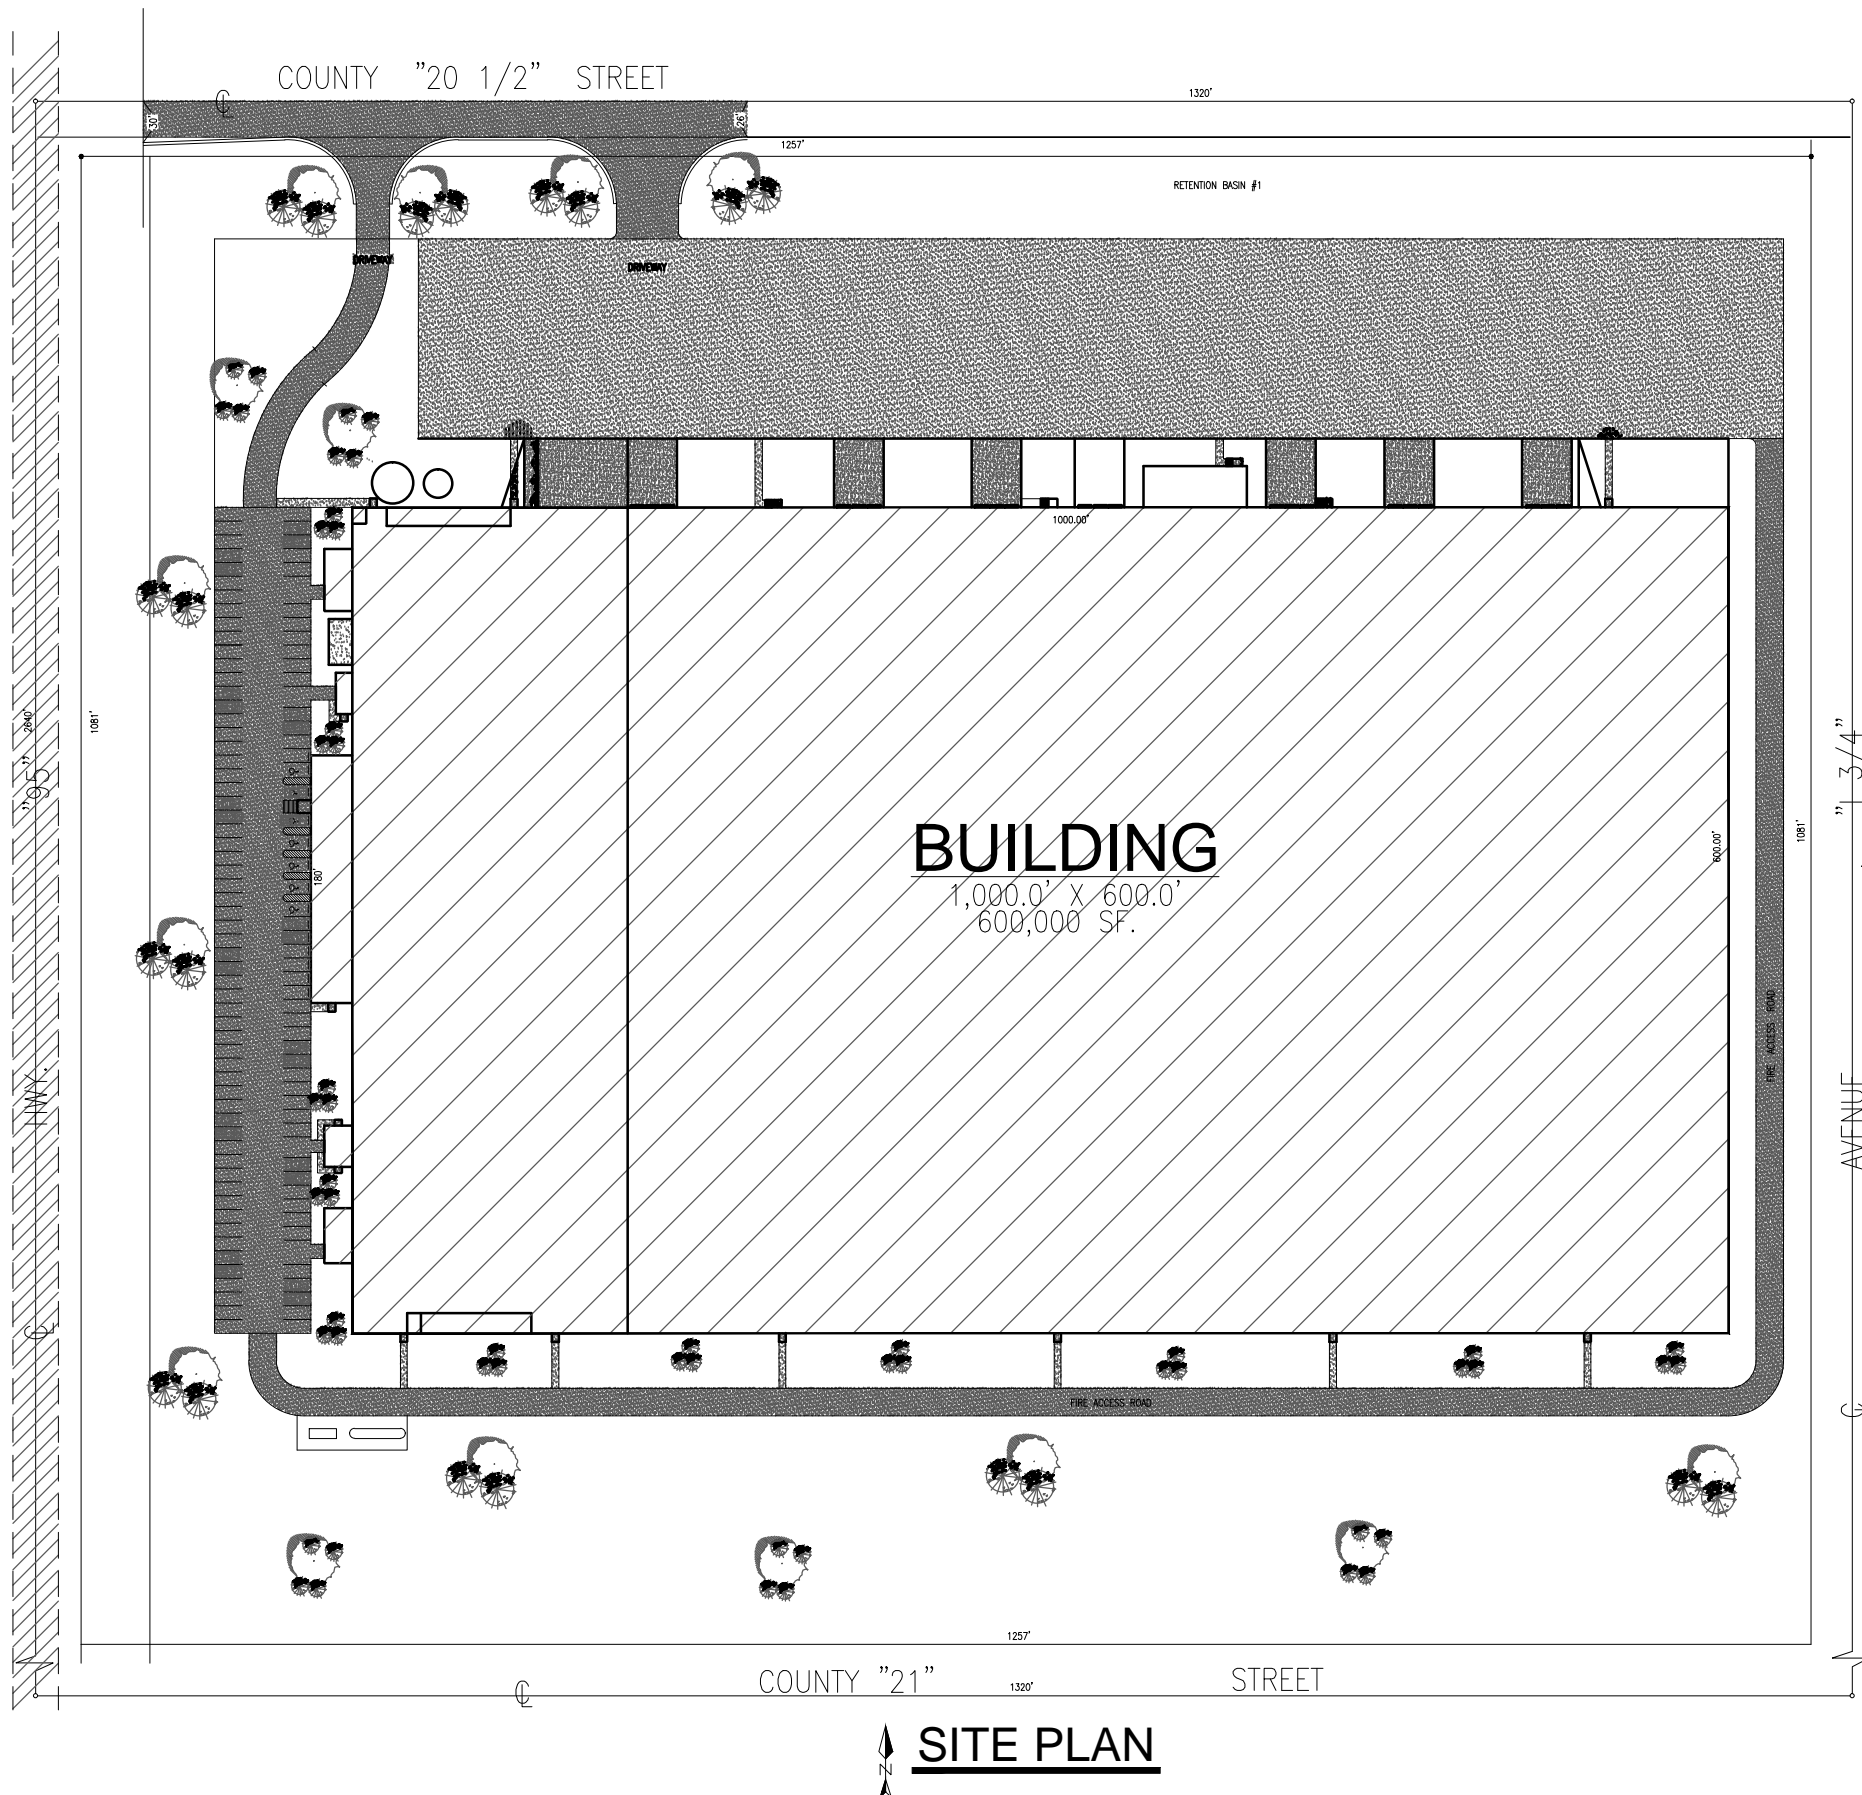 COUNTY "20 1/2" STREET
1320'
30'
26'
1257'
RETENTION BASIN #1
DRIVEWAY
DRIVEWAY
1000.00'
HWY. "95" 2640'
1081'
180'
BUILDING
1,000.0' X 600.0'
600,000 SF.
600.00'
1081'
FIRE ACCESS ROAD
AVENUE " 3/4"
FIRE ACCESS ROAD
1257'
COUNTY "21" STREET
1320'
N
SITE PLAN